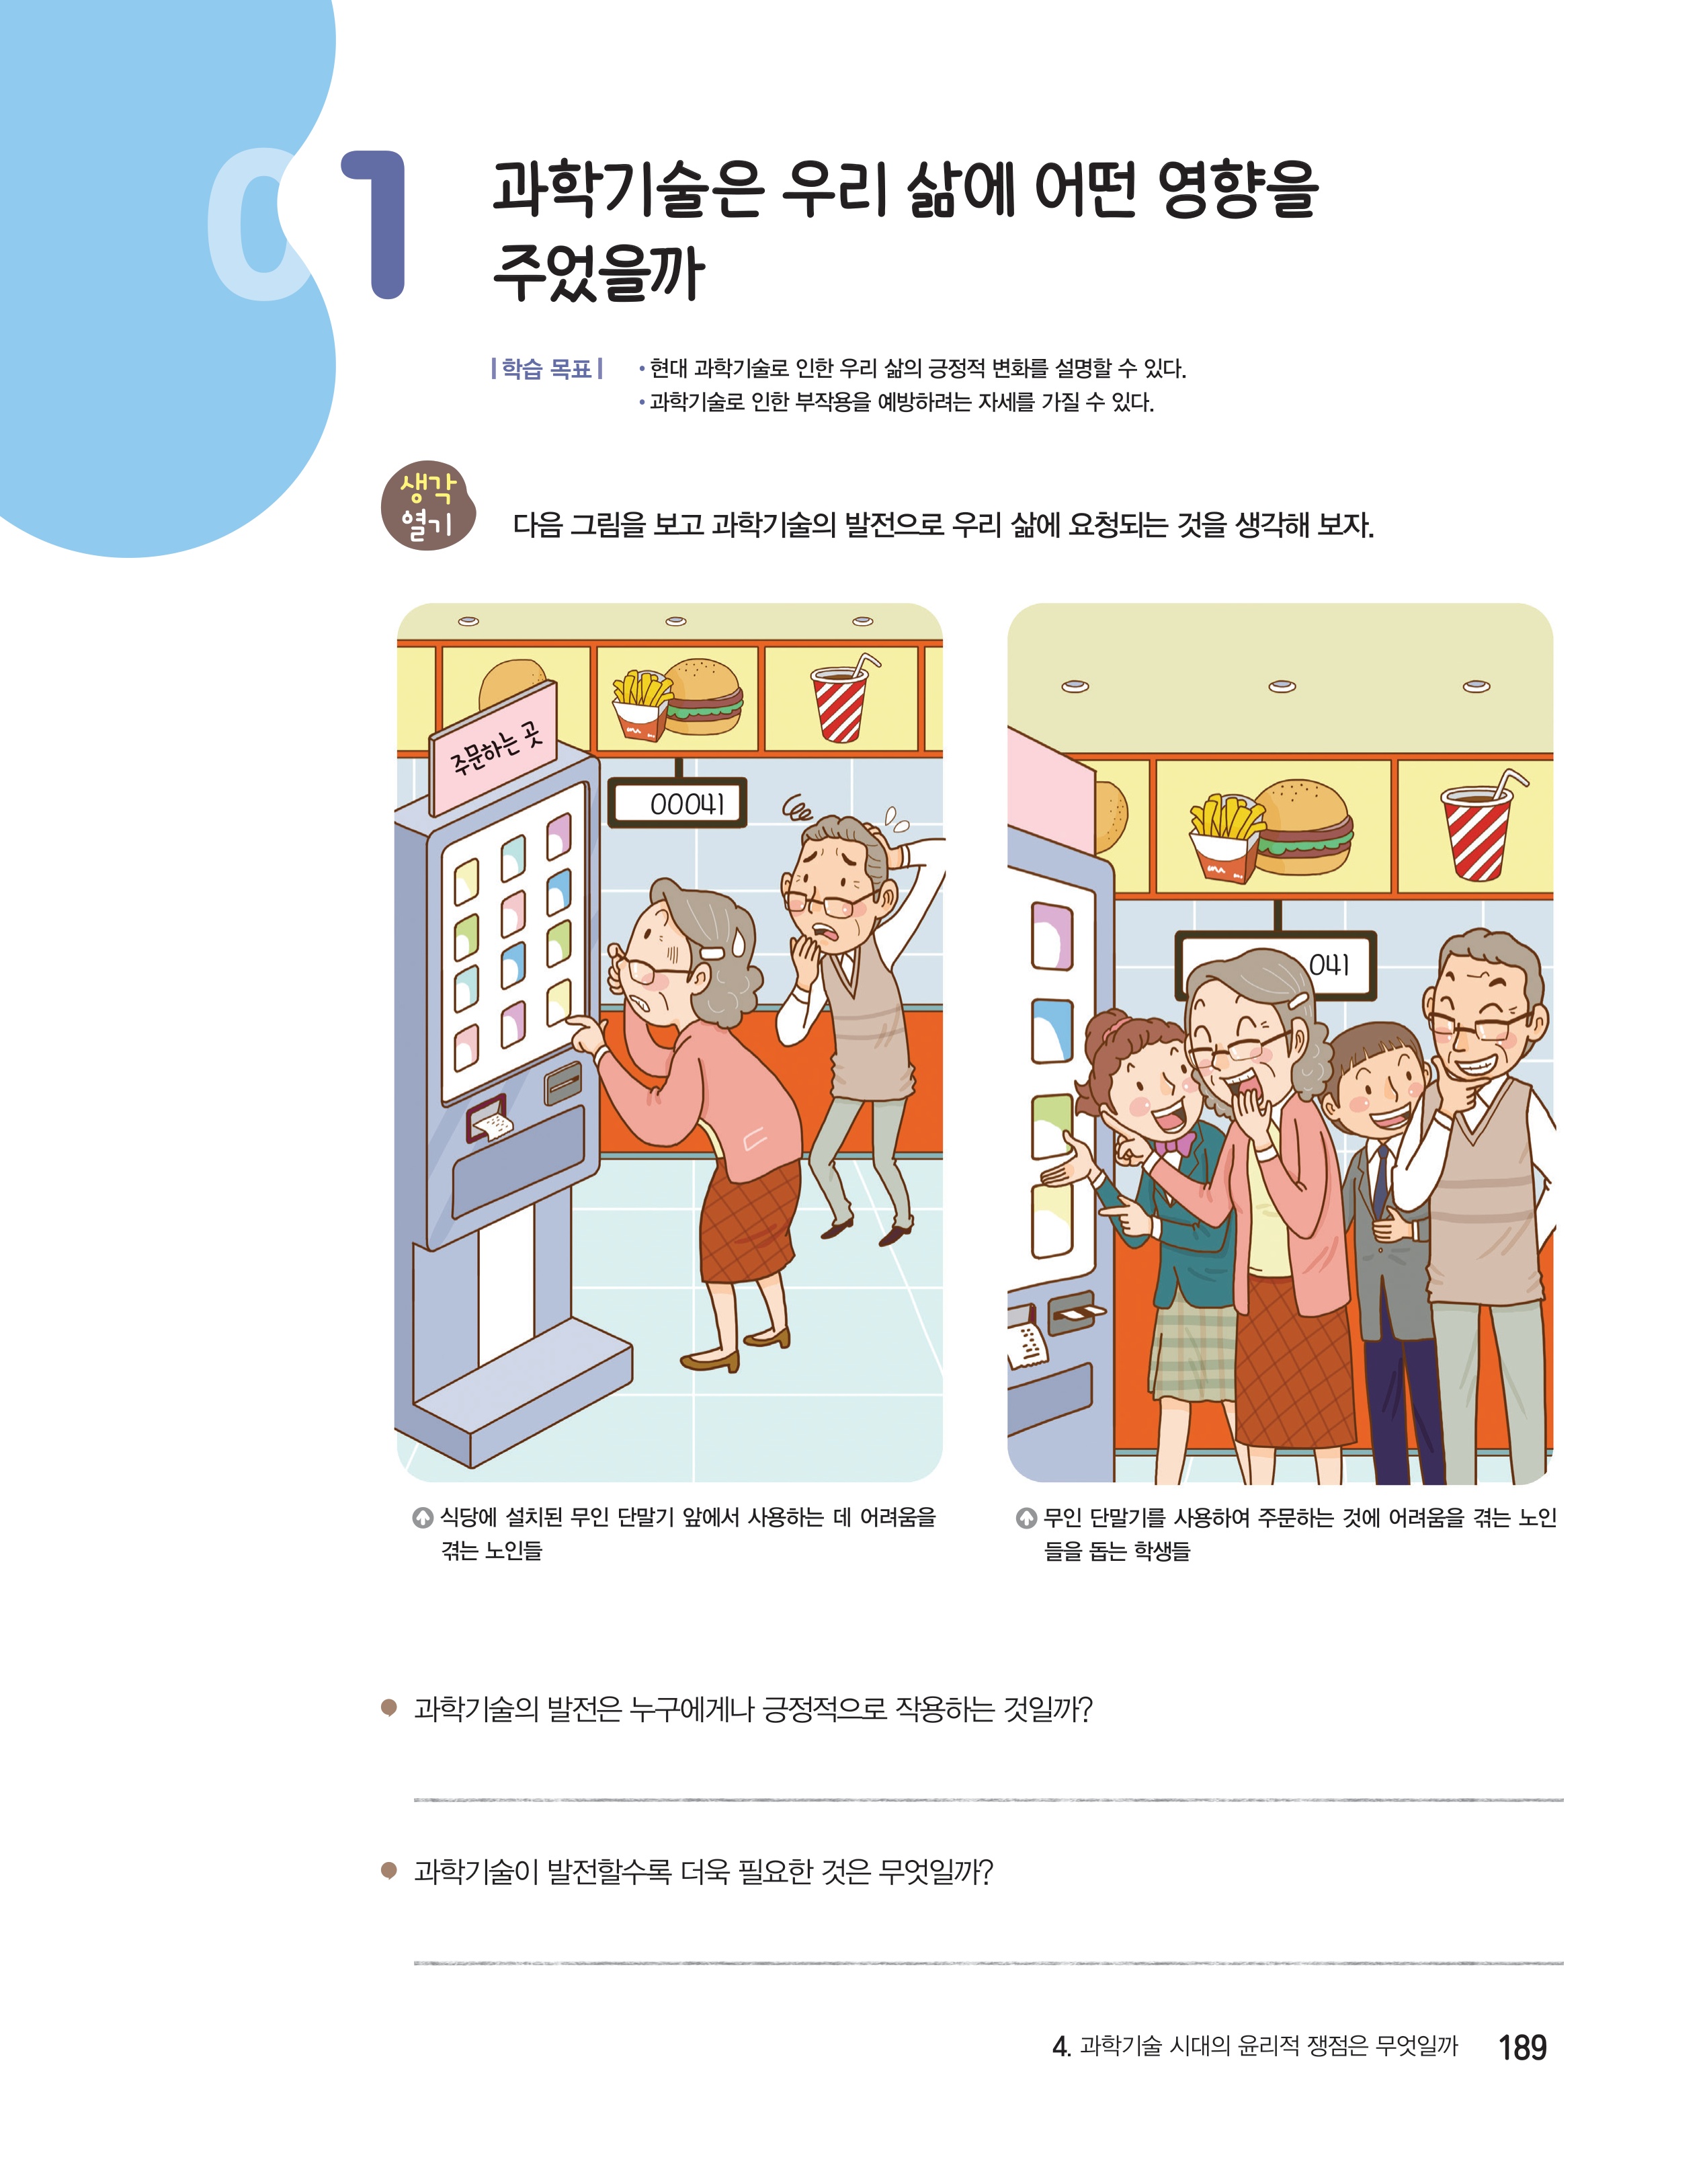 01
과학기술은 우리 삶에 어떤 영향을
주었을까
학습 목표
• 현대 과학기술로 인한 우리 삶의 긍정적 변화를 설명할 수 있다.
• 과학기술로 인한 부작용을 예방하려는 자세를 가질 수 있다.
생각
열기
다음 그림을 보고 과학기술의 발전으로 우리 삶에 요청되는 것을 생각해 보자.
주문하는 곳
00041
041
식당에 설치된 무인 단말기 앞에서 사용하는 데 어려움을
겪는 노인들
무인 단말기를 사용하여 주문하는 것에 어려움을 겪는 노인
들을 돕는 학생들
과학기술의 발전은 누구에게나 긍정적으로 작용하는 것일까?
과학기술이 발전할수록 더욱 필요한 것은 무엇일까?
4. 과학기술 시대의 윤리적 쟁점은 무엇일까 189